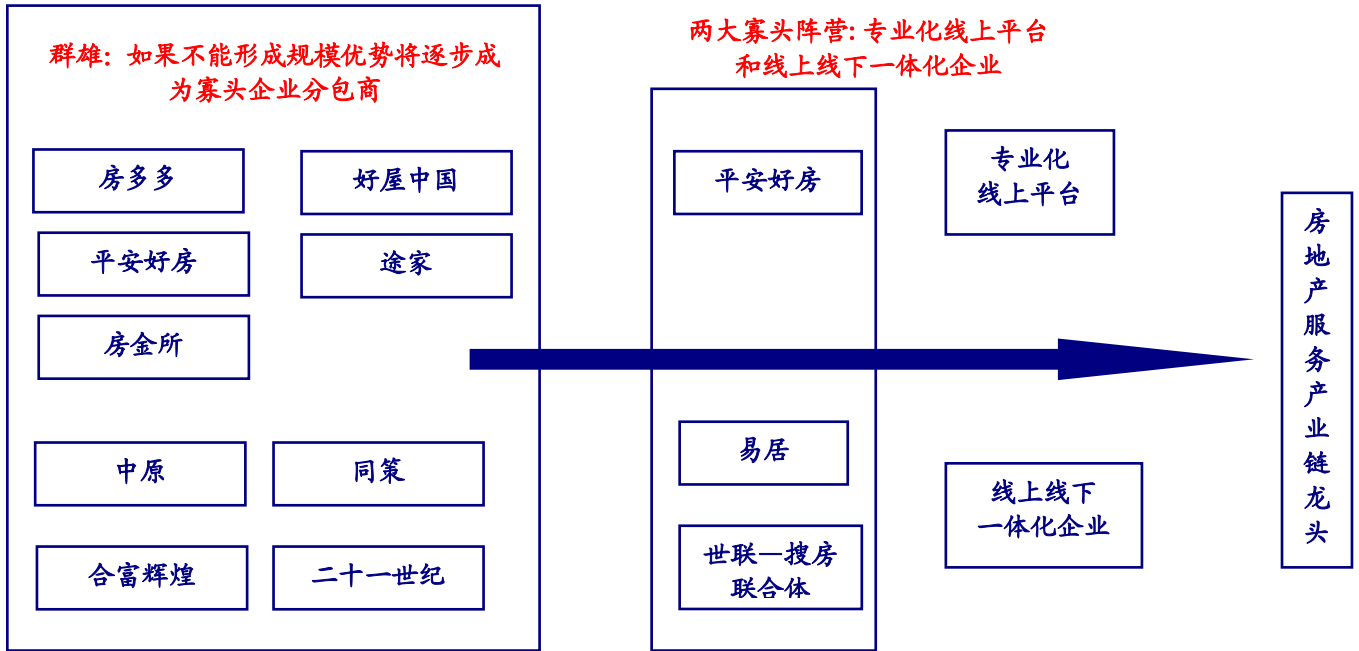 群雄：如果不能形成规模优势将逐步成
为寡头企业分包商
房多多
好屋中国
平安好房
途家
房金所
中原
同策
合富辉煌
二十一世纪
两大寡头阵营：专业化线上平台
和线上线下一体化企业
平安好房
易居
世联—搜房
联合体
专业化
线上平台
线上线下
一体化企业
房地产服务产业链龙头